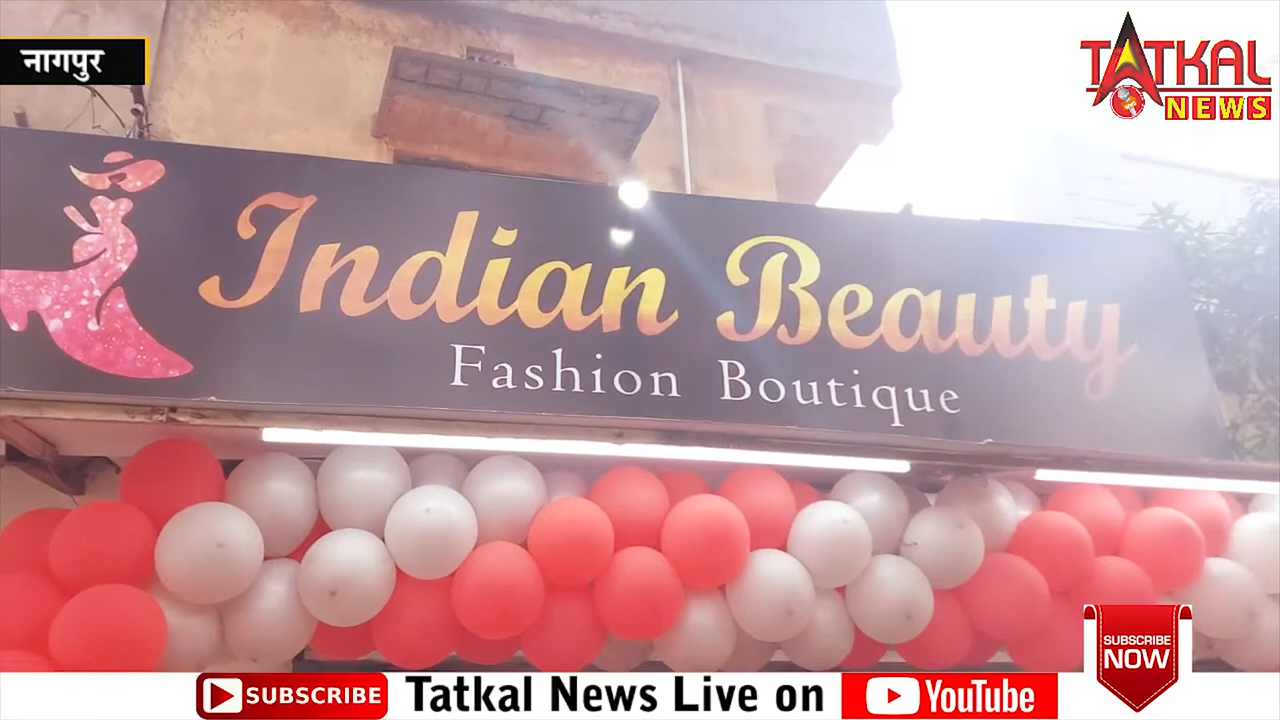 नागपुर
TATKAL
NEWS
Indian Beauty
Fashion Boutique
SUBSCRIBE
NOW
SUBSCRIBE Tatkal News Live on YouTube